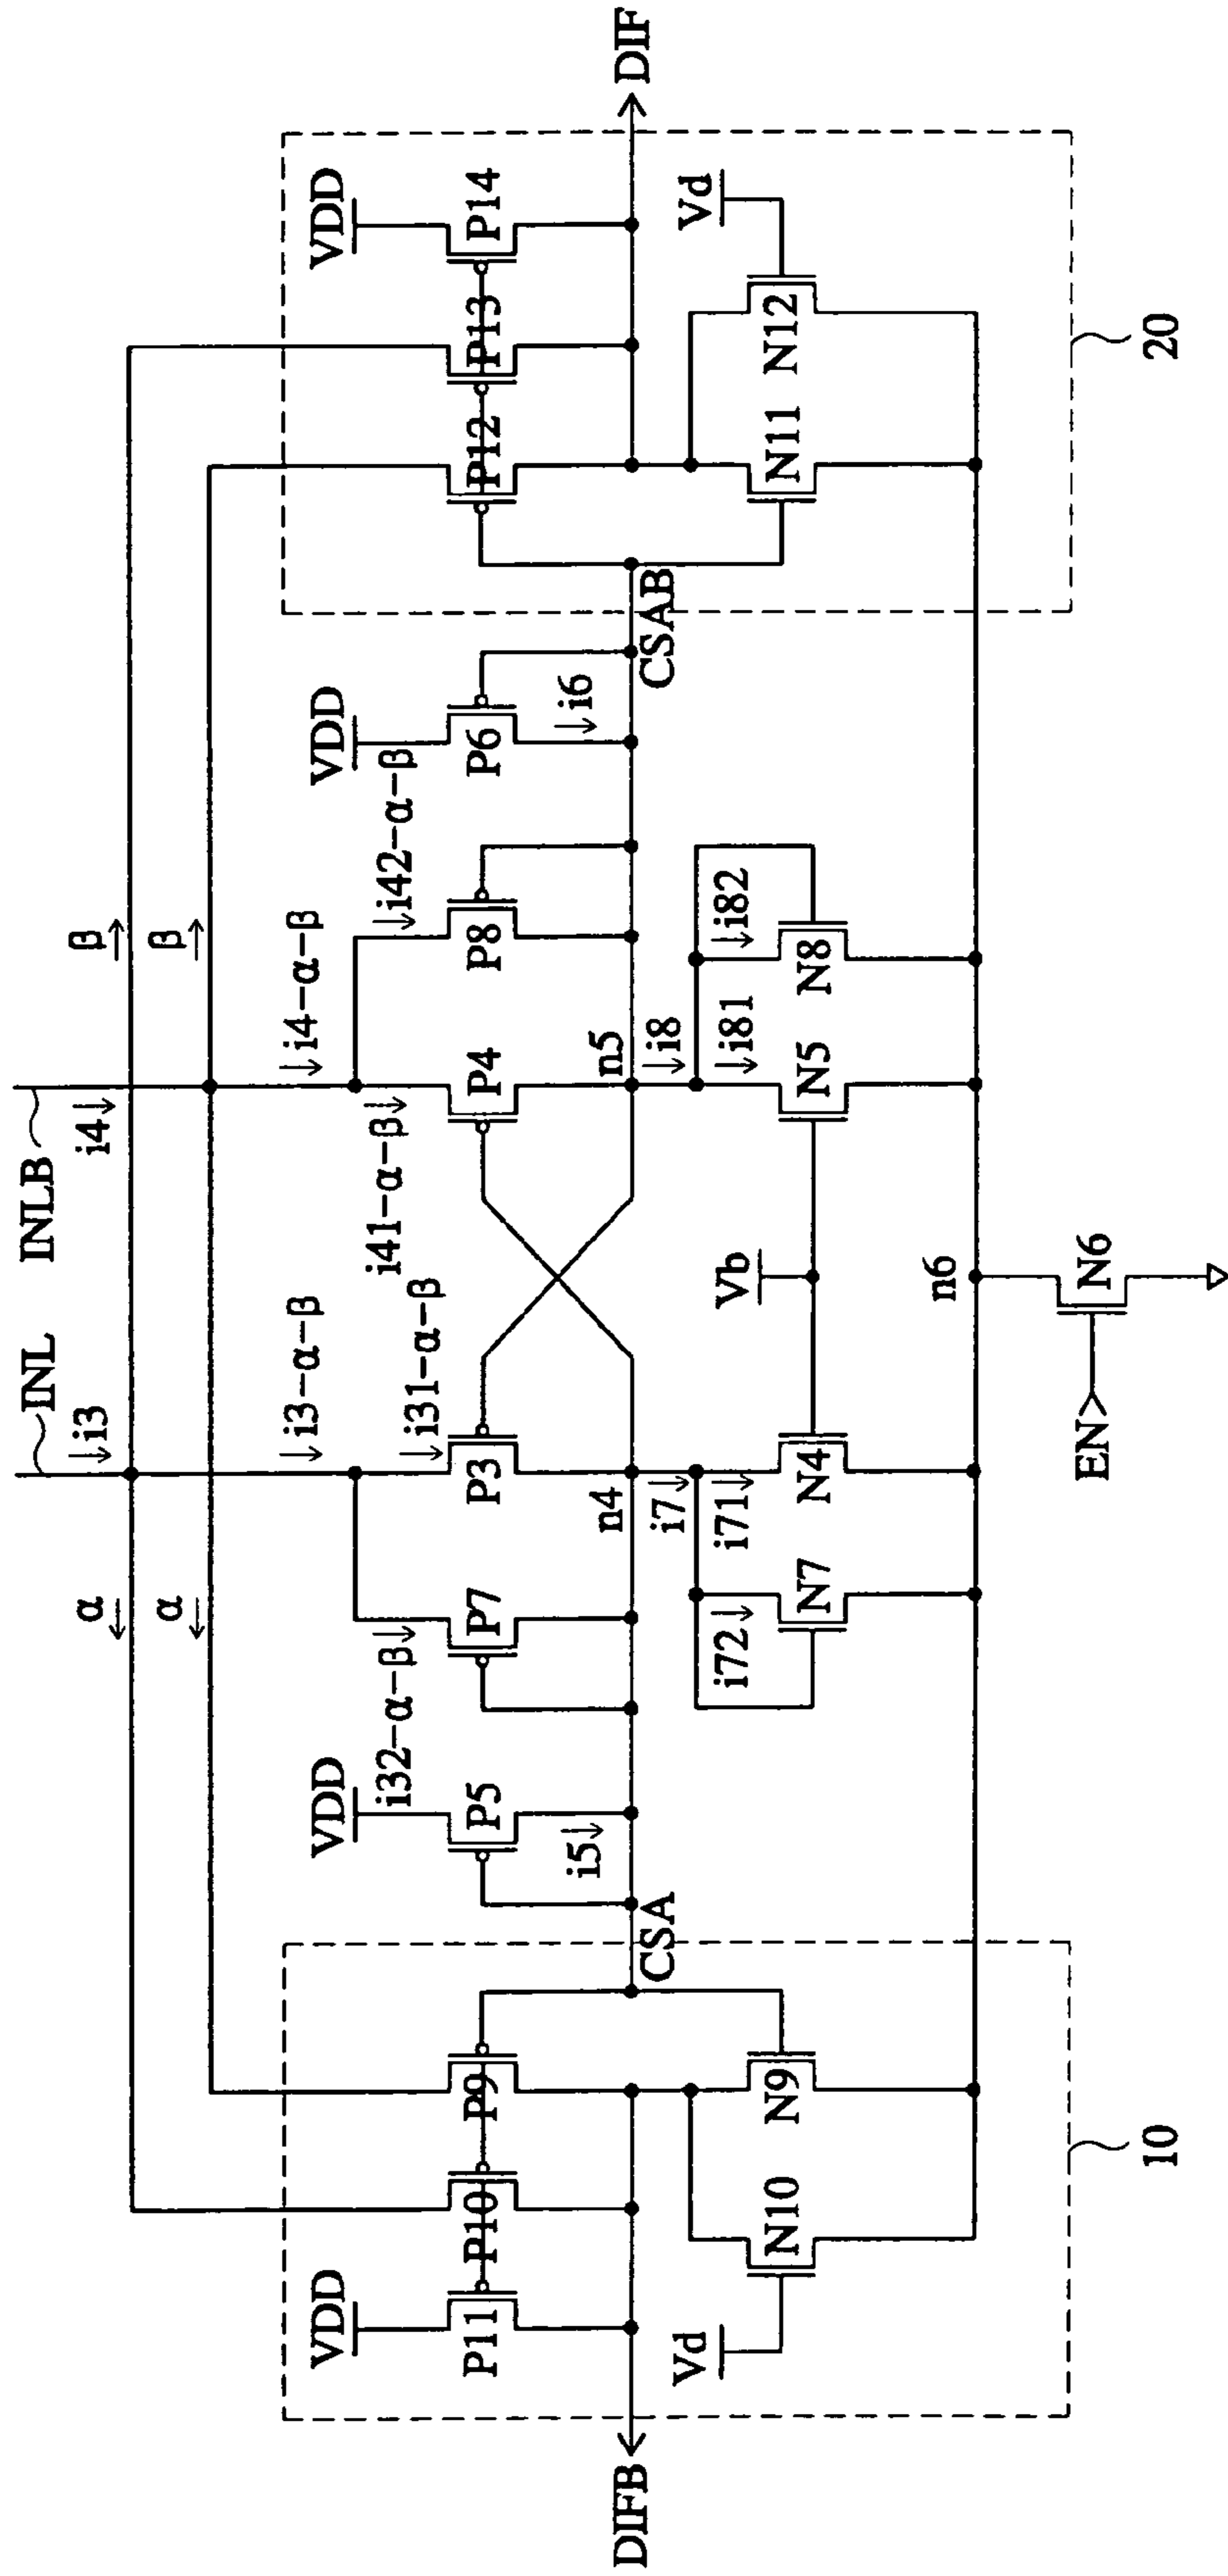 INL
INLB
i3
i4
α
β
α
β
i3-α-β
i4-α-β
VDD
VDD
VDD
VDD
i32-α-β
i31-α-β
i41-α-β
i42-α-β
P11
P10
P9
P5
P7
P3
P4
P8
P6
P12
P13
P14
i5
i6
DIFB
CSA
n4
n5
CSAB
DIF
i7
i8
Vd
i72
i71
Vb
i81
i82
Vd
N10
N9
N7
N4
N5
N8
N11
N12
n6
EN
N6
10
20